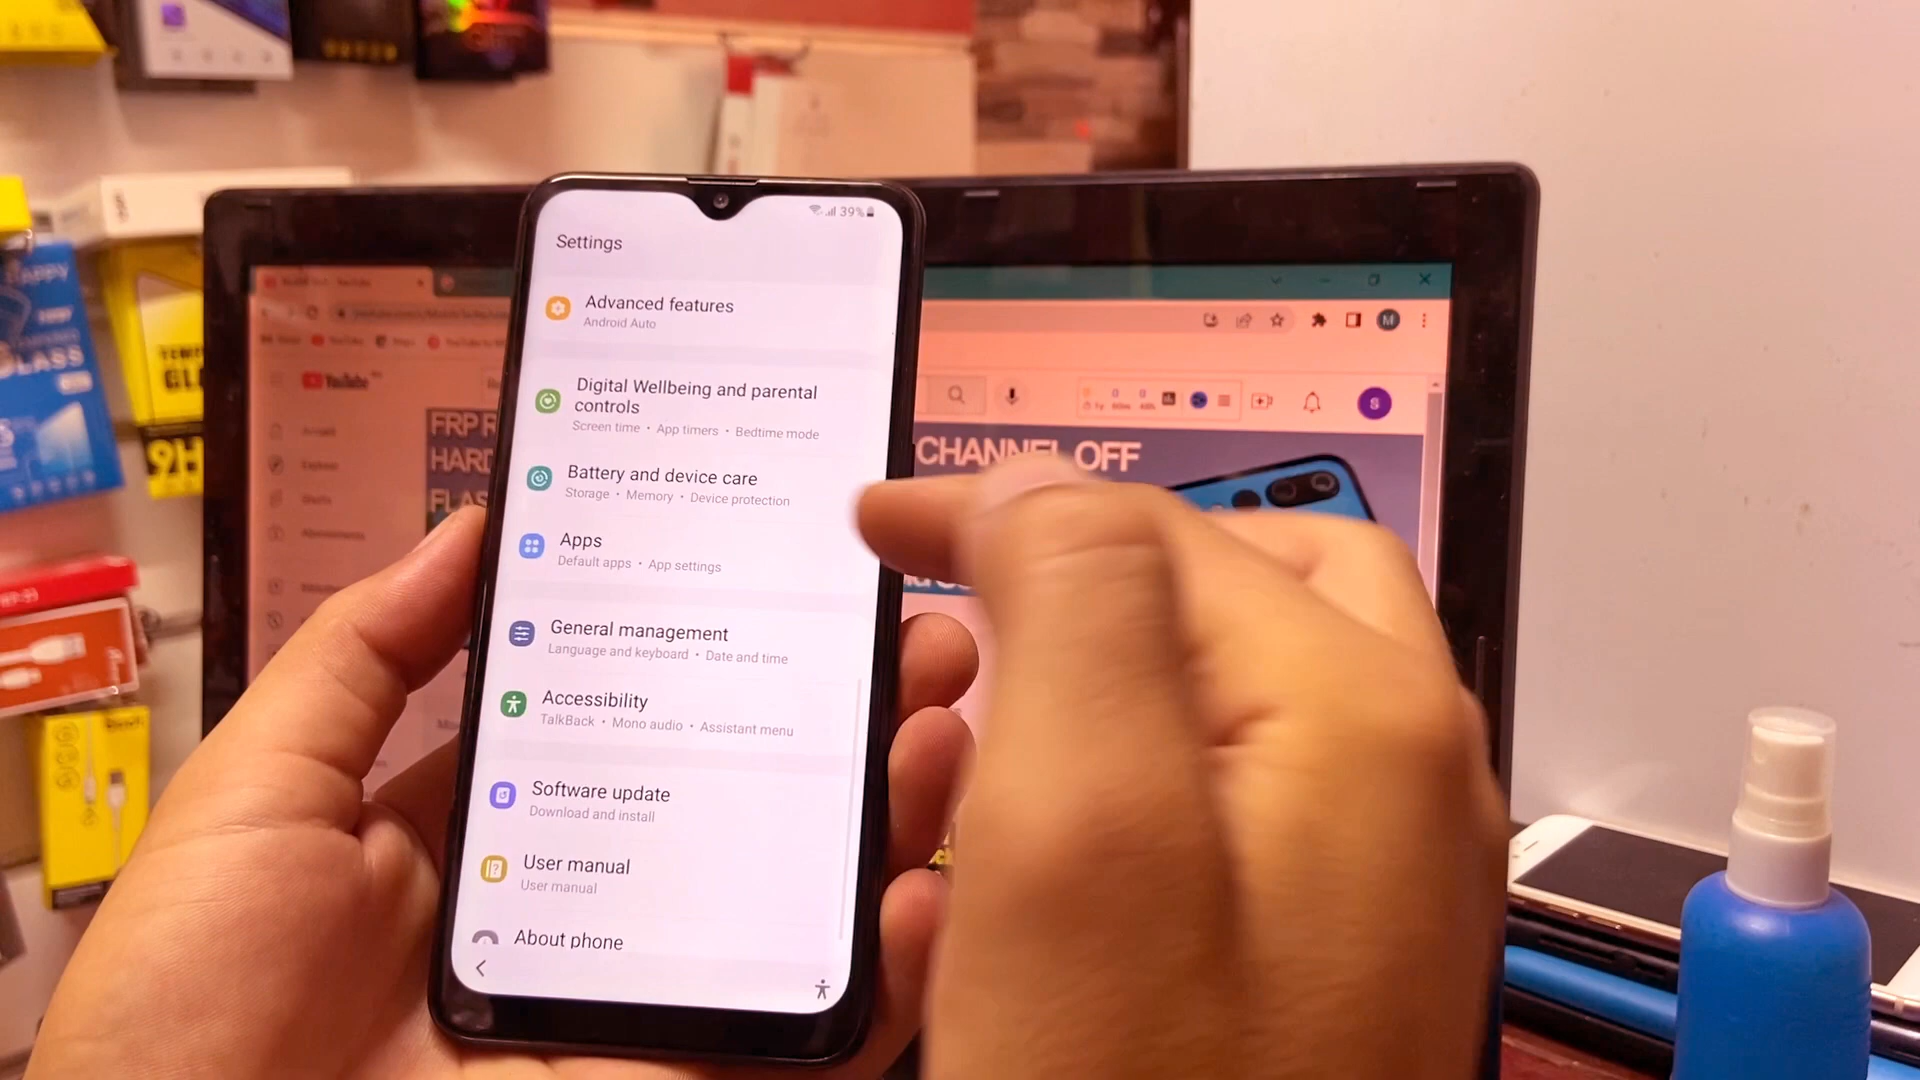 39%
Settings
Advanced features
Android Auto
Digital Wellbeing and parental
controls
Screen time • App timers • Bedtime mode
Battery and device care
Storage • Memory • Device protection
Apps
Default apps • App settings
General management
Language and keyboard • Date and time
Accessibility
TalkBack • Mono audio • Assistant menu
Software update
Download and install
User manual
User manual
About phone
YouTube
FRP R
HARD
FLAS
CHANNEL OFF
M
S
GLASS
9H